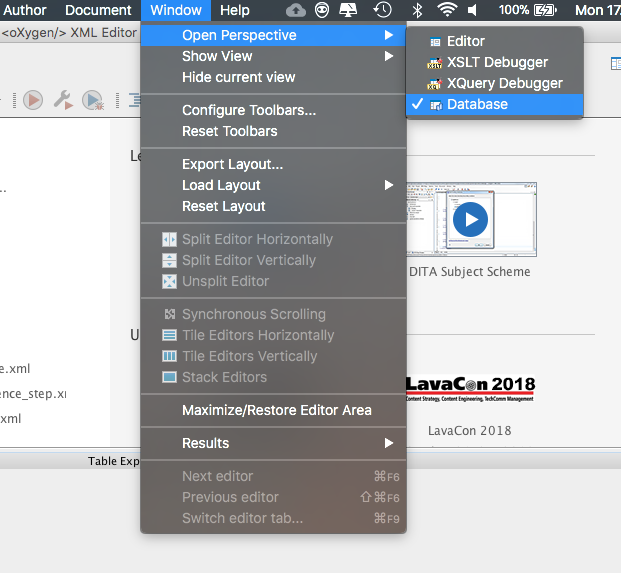 Author Document Window Help 100% Mon 17.
<oXygen/> XML Editor
Open Perspective
Show View
Hide current view
Configure Toolbars...
Reset Toolbars
Export Layout...
Load Layout
Reset Layout
Split Editor Horizontally
Split Editor Vertically
Unsplit Editor
Synchronous Scrolling
Tile Editors Horizontally
Tile Editors Vertically
Stack Editors
Maximize/Restore Editor Area
Results
Next editor ⌘F6
Previous editor ⇧⌘F6
Switch editor tab... ⌘F9
Editor
XSLT Debugger
XQuery Debugger
Database
Le
..
DITA Subject Scheme
U
e.xml
ence_step.x
xml
LavaCon 2018
Content Strategy, Content Engineering, TechComm Management
LavaCon 2018
Table Exp